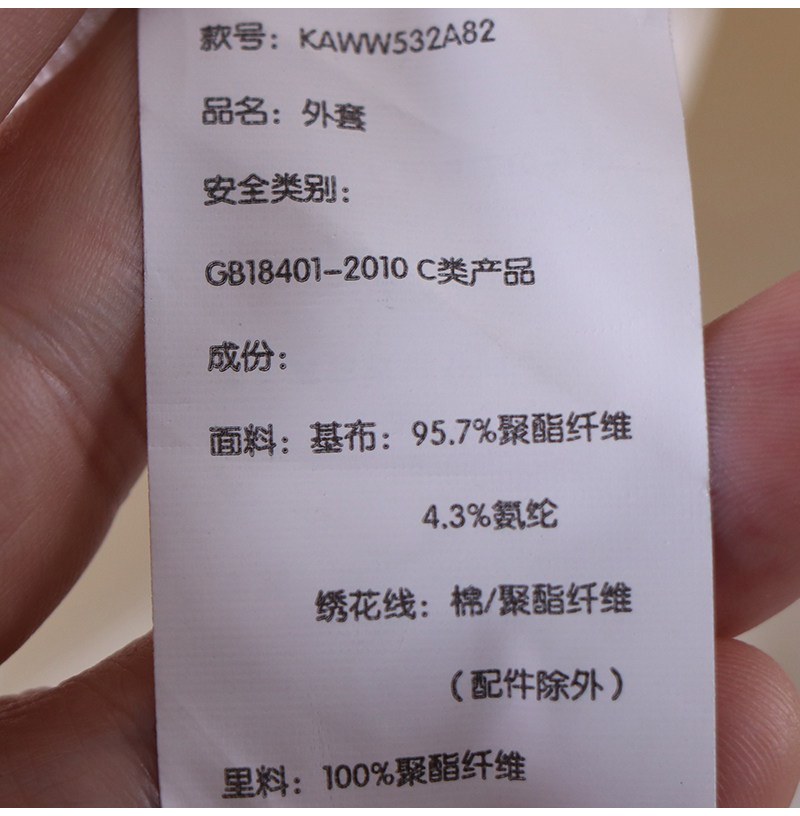 款号：KAWW532A82
品名：外套
安全类别：
GB18401-2010 C类产品
成份：
面料：基布：95.7%聚酯纤维
4.3%氨纶
绣花线：棉/聚酯纤维
（配件除外）
里料：100%聚酯纤维